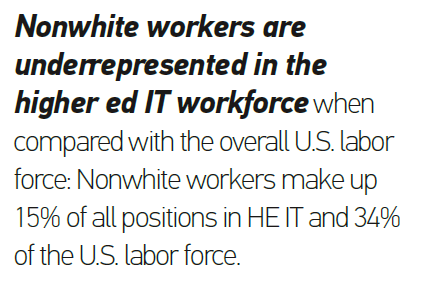 Nonwhite workers are
underrepresented in the
higher ed IT workforce when
compared with the overall U.S. labor
force: Nonwhite workers make up
15% of all positions in HE IT and 34%
of the U.S. labor force.